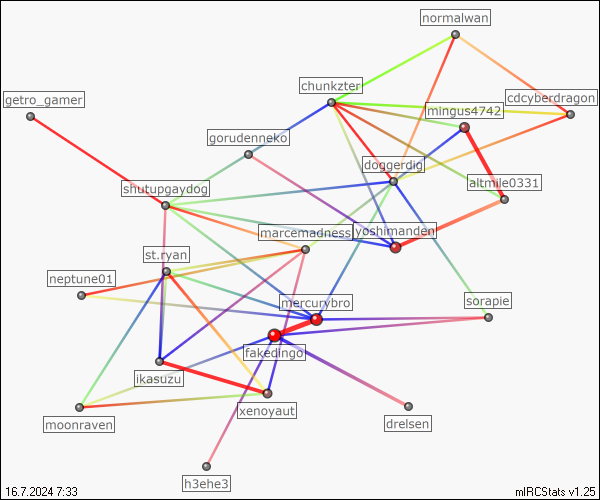 normalwan
chunkzter
getro_gamer
cdcyberdragon
mingus4742
gorudenneko
doggerdig
altmile0331
shutupgaydog
marcemadness
yoshimanden
st.ryan
neptune01
mercurybro
sorapie
fakedingo
ikasuzu
xenoyaut
moonraven
drelsen
h3ehe3
16.7.2024 7:33
mIRCStats v1.25